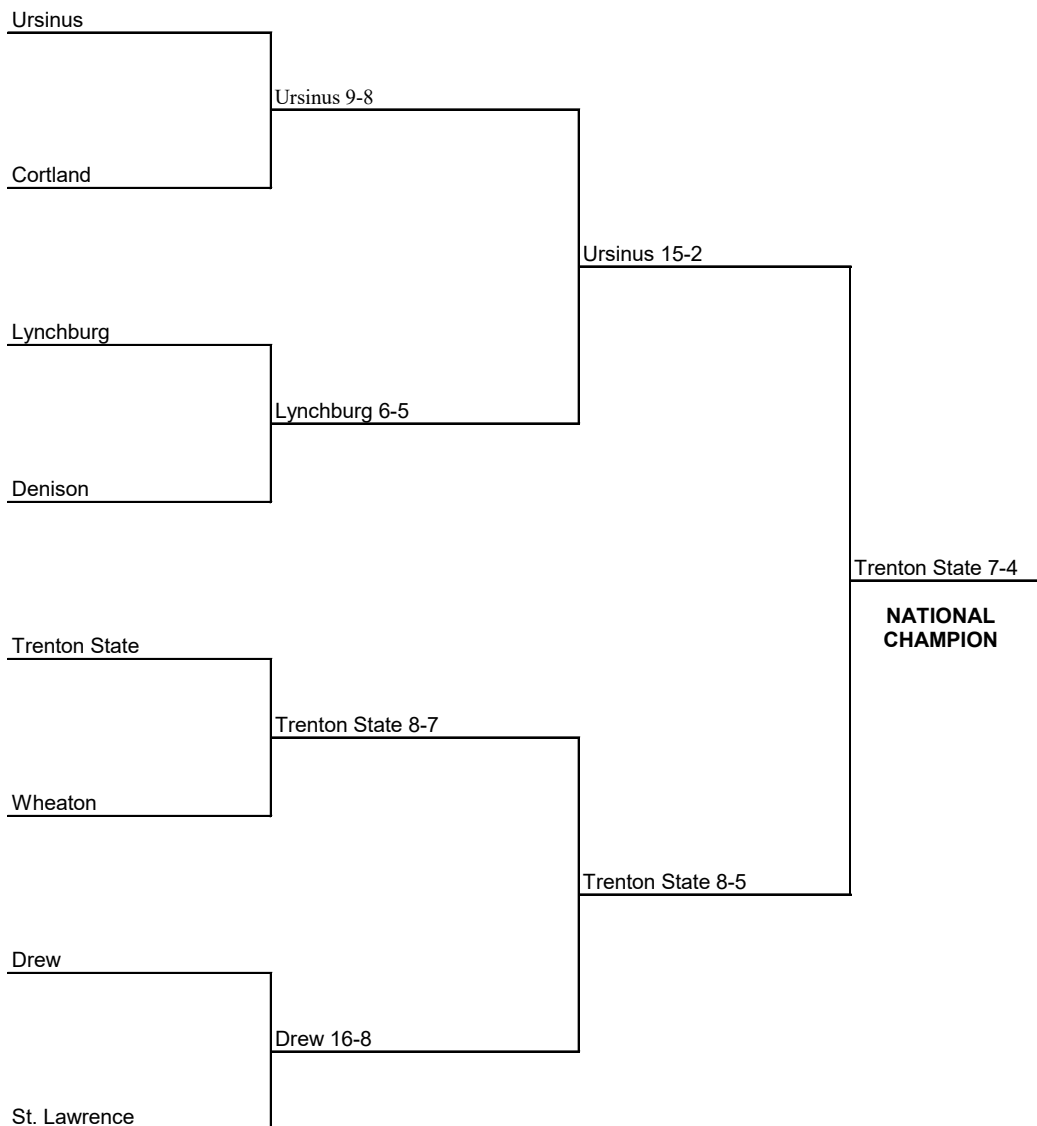 Ursinus
Ursinus 9-8
Cortland
Ursinus 15-2
Lynchburg
Lynchburg 6-5
Denison
Trenton State 7-4
NATIONAL
CHAMPION
Trenton State
Trenton State 8-7
Wheaton
Trenton State 8-5
Drew
Drew 16-8
St. Lawrence